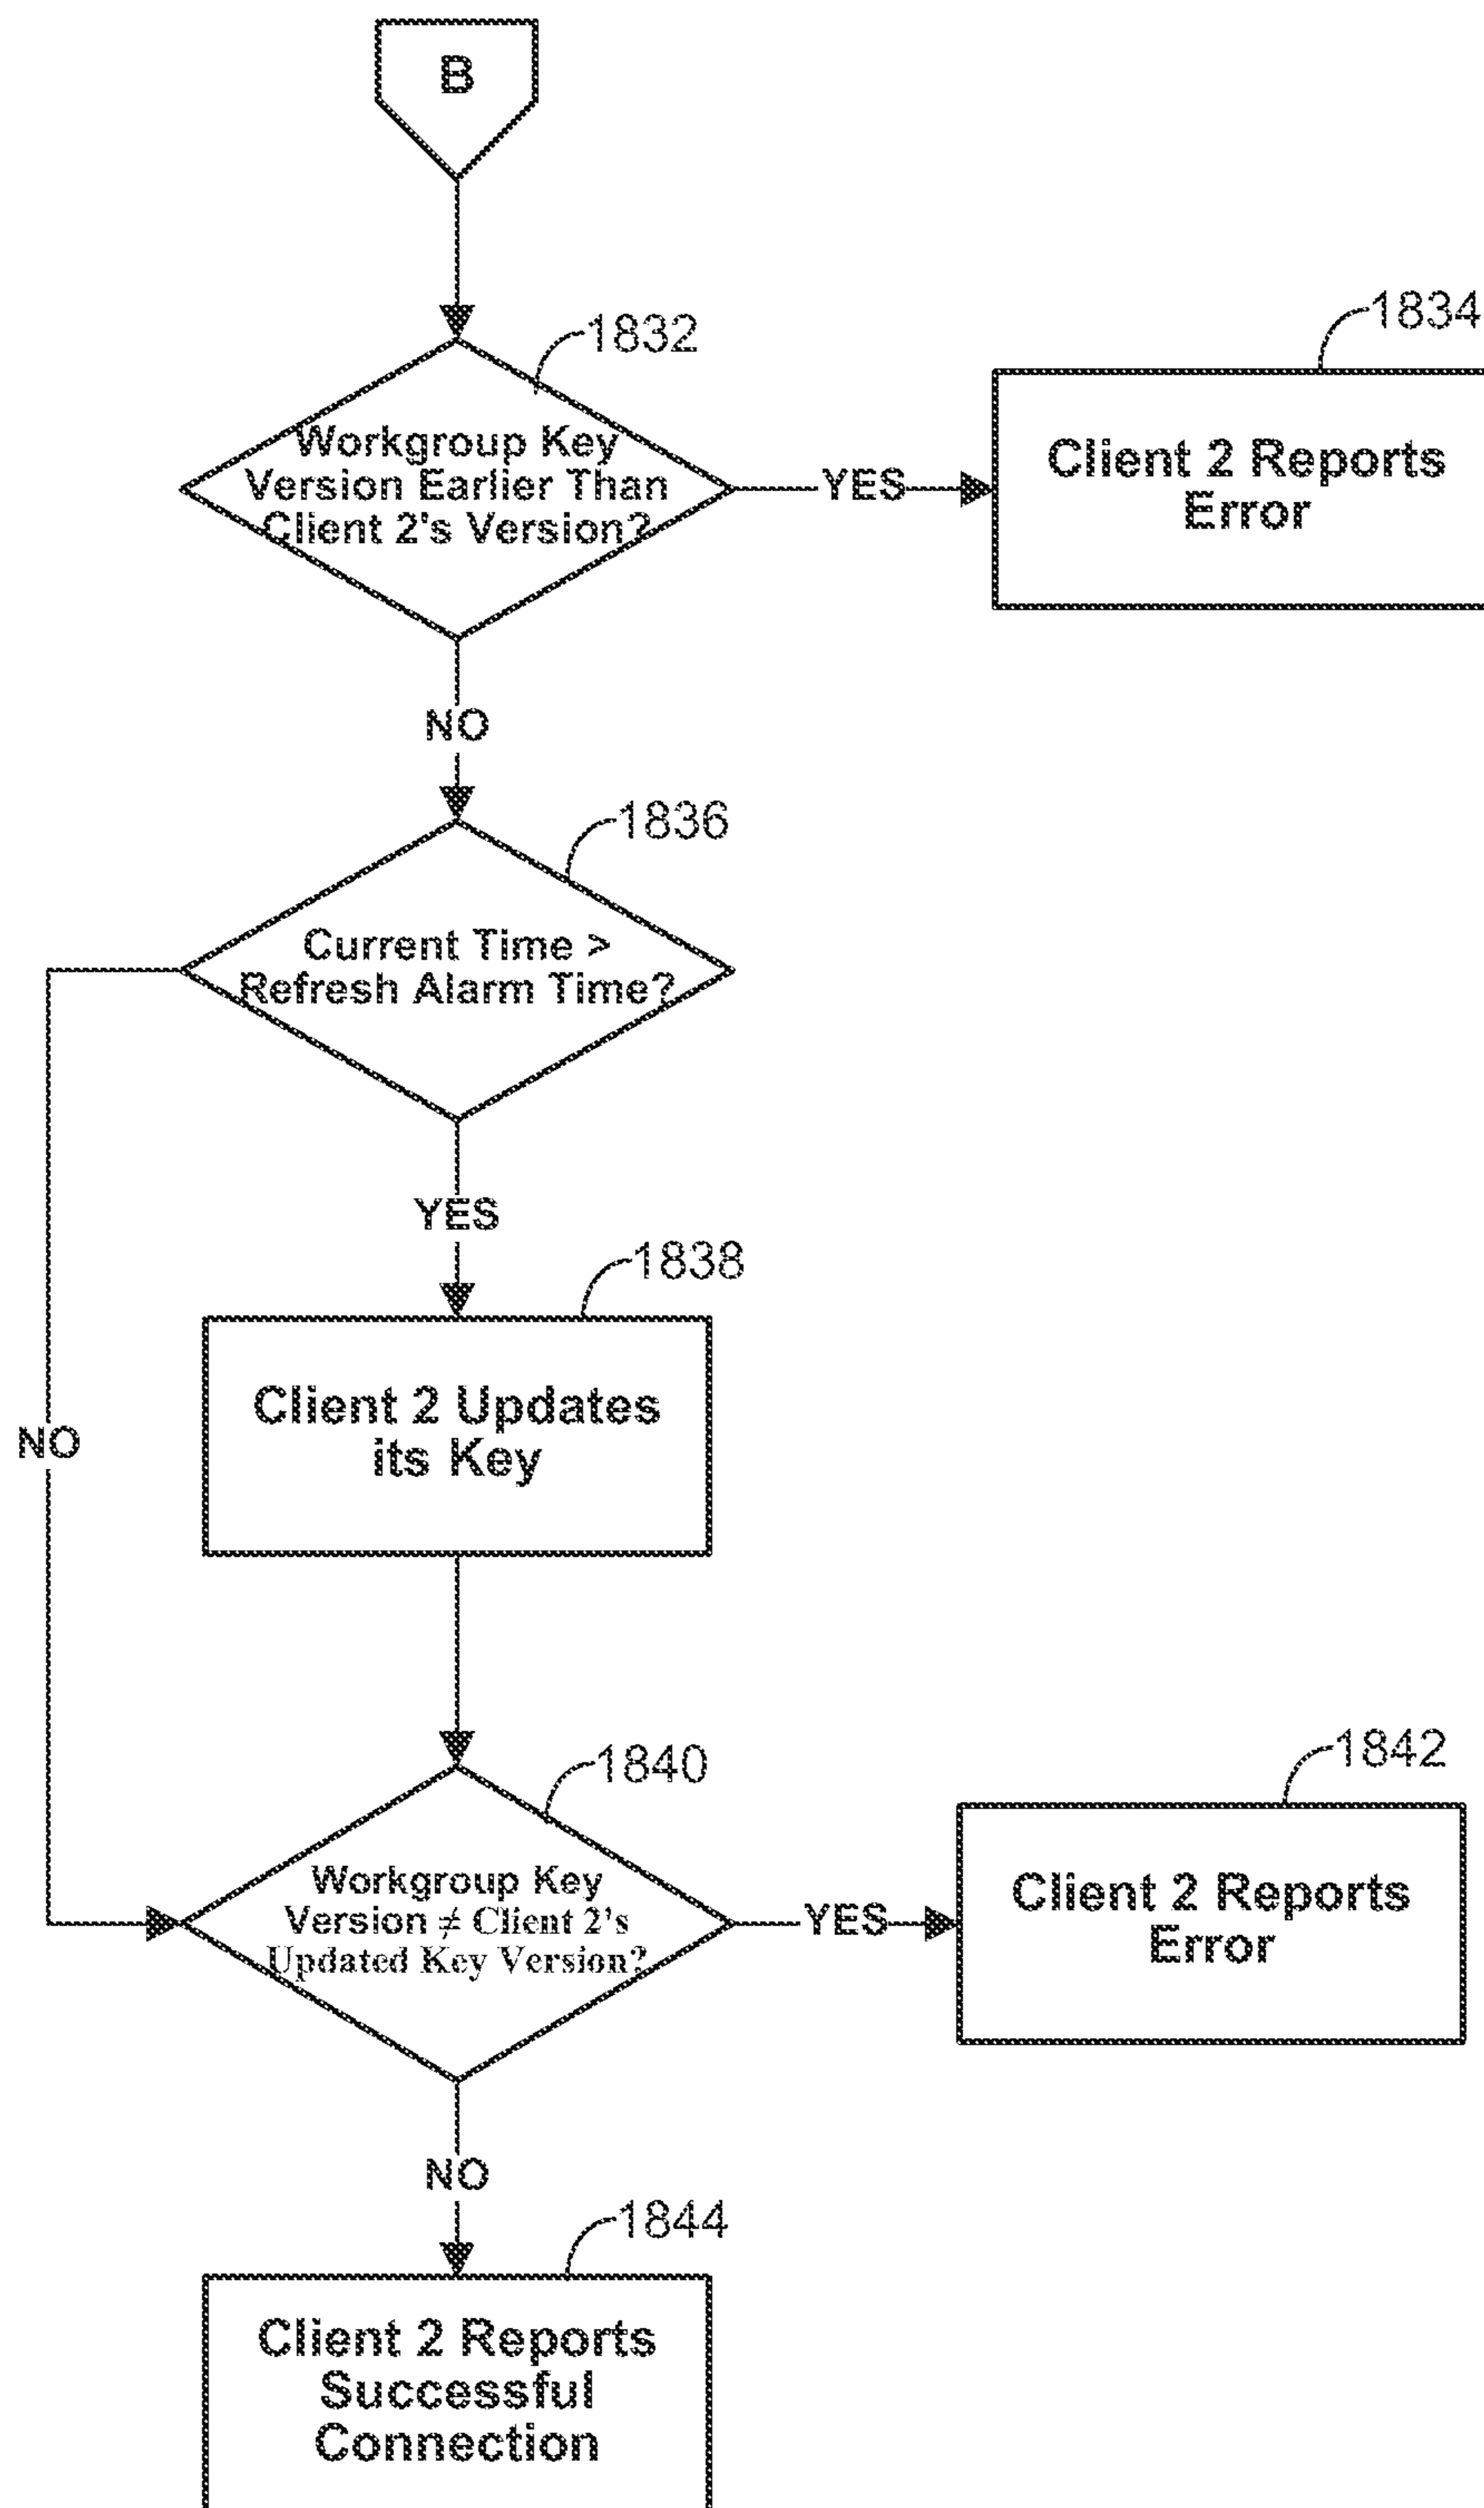 B
1832
Workgroup Key
Version Earlier Than
Client 2's Version?
YES
1834
Client 2 Reports
Error
NO
1836
Current Time >
Refresh Alarm Time?
YES
1838
Client 2 Updates
its Key
NO
1840
Workgroup Key
Version ≠ Client 2's
Updated Key Version?
YES
1842
Client 2 Reports
Error
NO
1844
Client 2 Reports
Successful
Connection